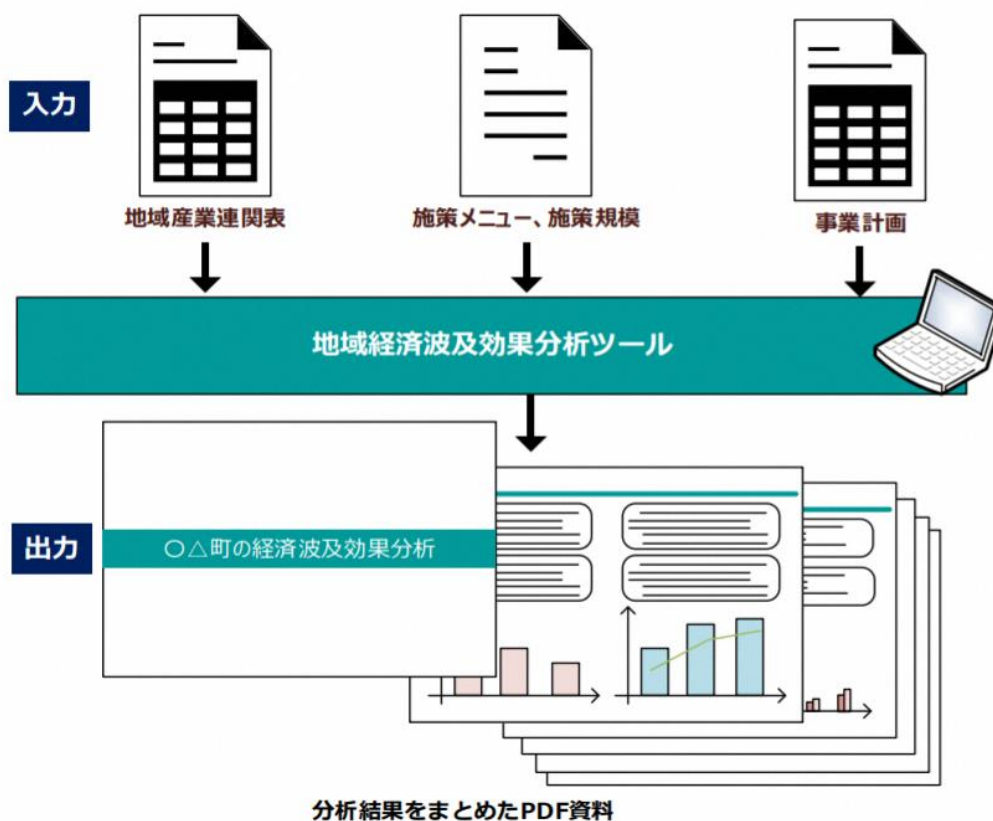 入力
地域産業連関表
施策メニュー、施策規模
事業計画
地域経済波及効果分析ツール
出力
〇△町の経済波及効果分析
分析結果をまとめたPDF資料